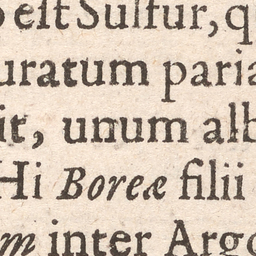 o eſt Sulfur, q
uratum paria
it, unum alb
Hi Boreæ filii
m inter Argo